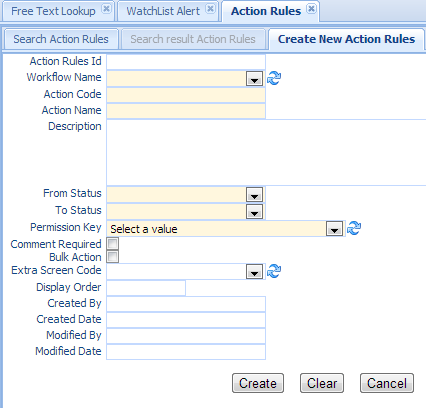 Free Text Lookup WatchList Alert Action Rules
Search Action Rules Search result Action Rules Create New Action Rules
Action Rules Id
Workflow Name
Action Code
Action Name
Description
From Status
To Status
Permission Key Select a value
Comment Required
Bulk Action
Extra Screen Code
Display Order
Created By
Created Date
Modified By
Modified Date
Create Clear Cancel